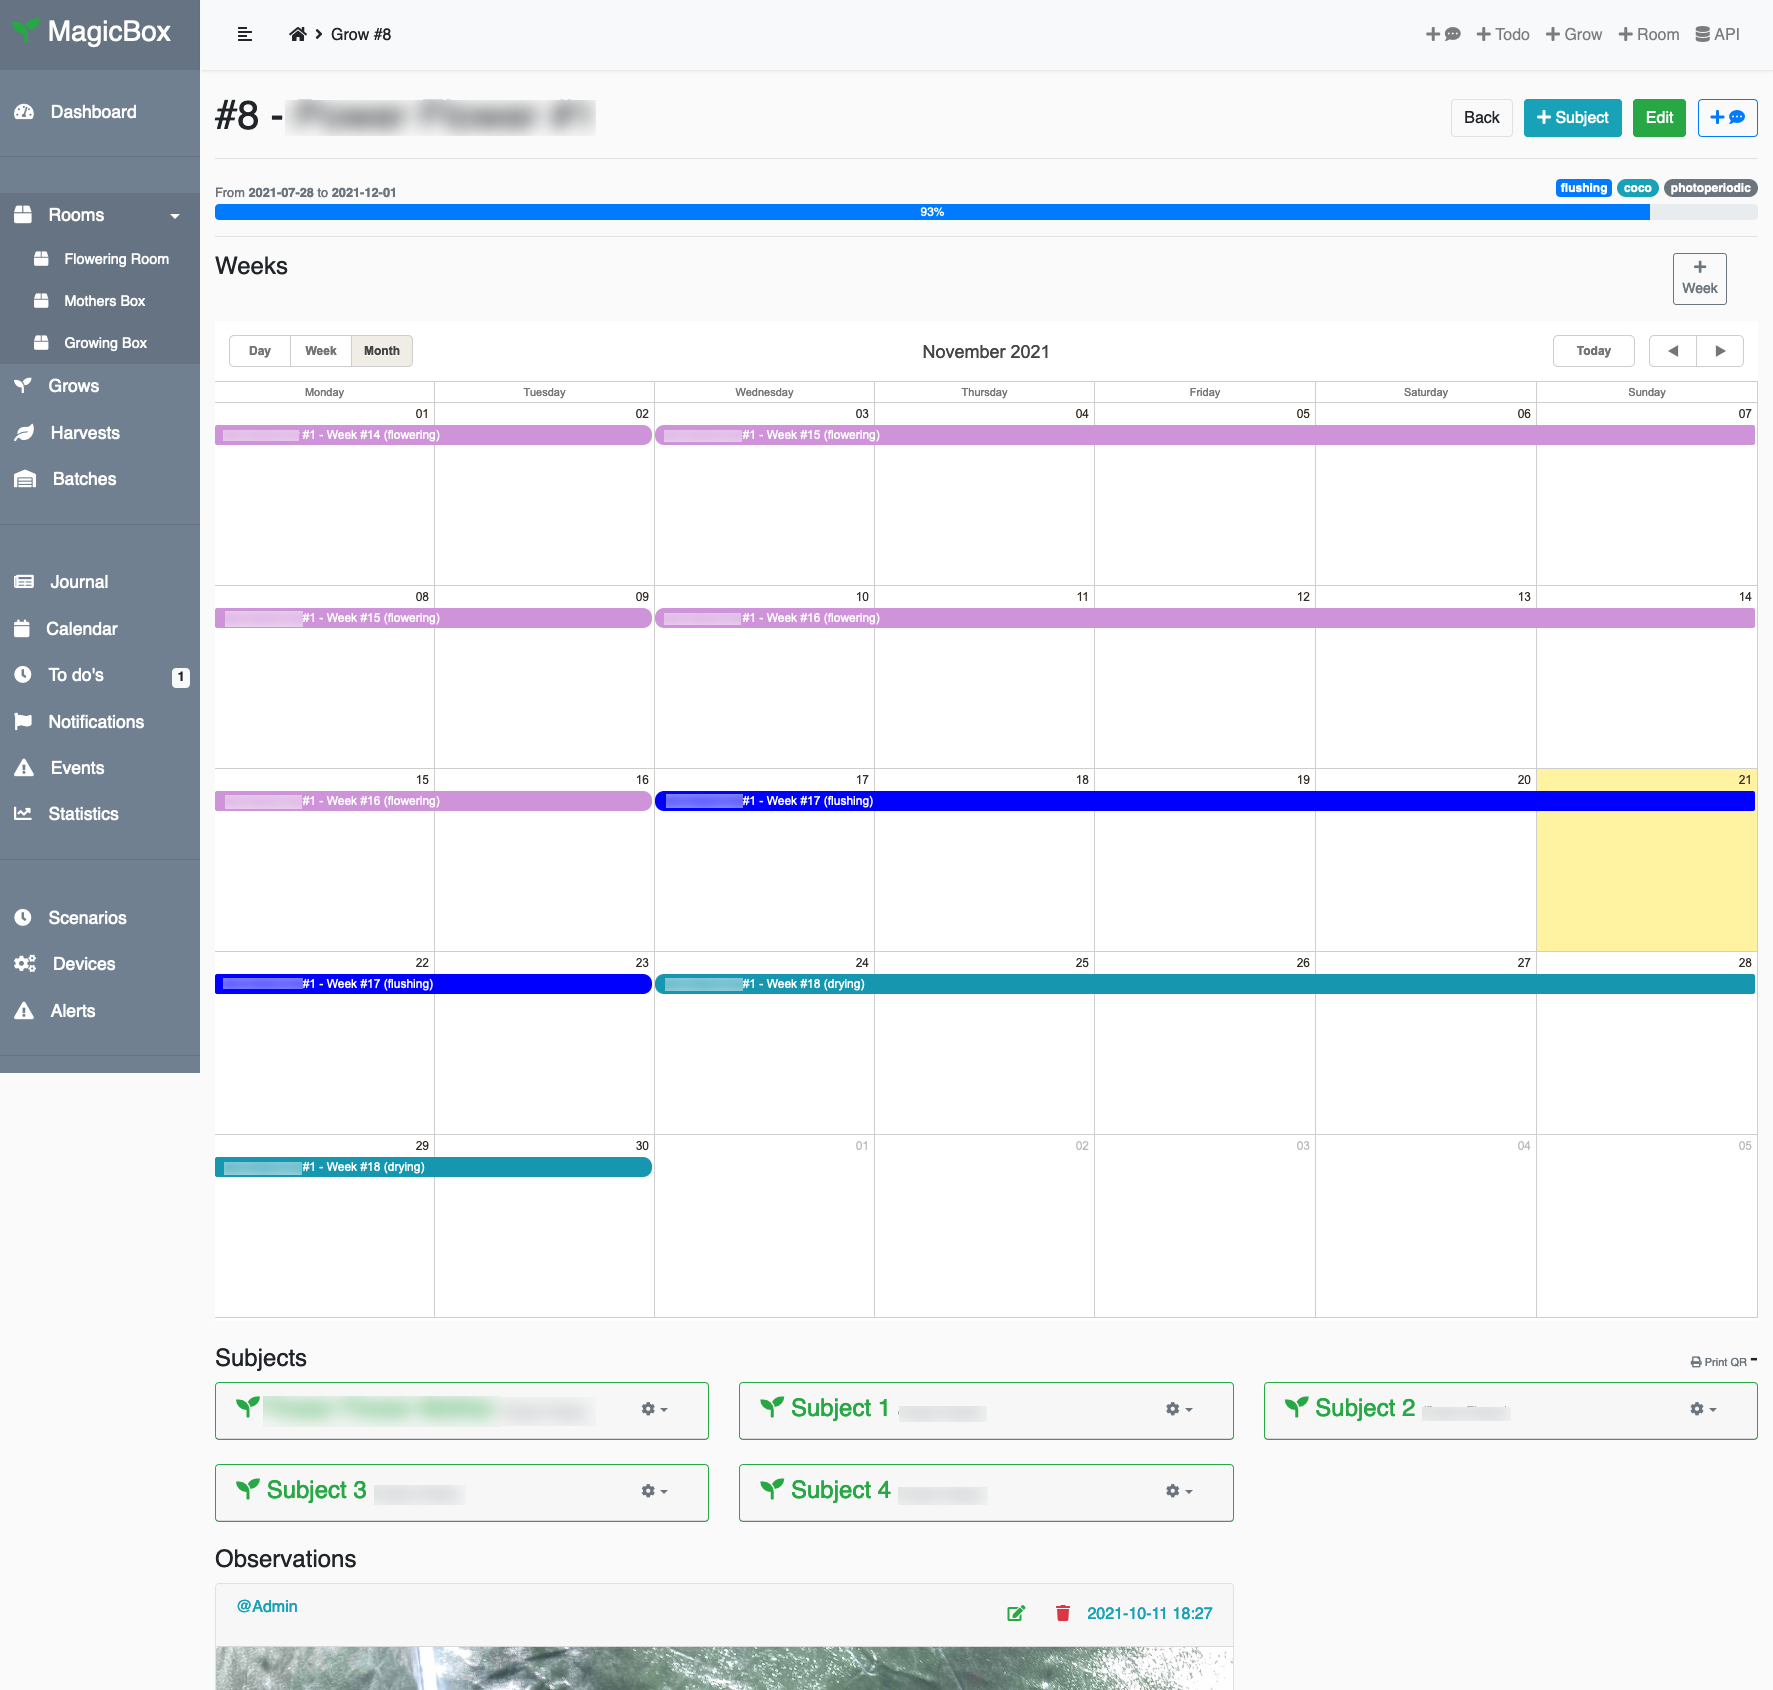 MagicBox
Grow #8
Todo
Grow
Room
API
Dashboard
Rooms
Flowering Room
Mothers Box
Growing Box
Grows
Harvests
Batches
Journal
Calendar
To do's
1
Notifications
Events
Statistics
Scenarios
Devices
Alerts
#8 -
Back
Subject
Edit
From 2021-07-28 to 2021-12-01
flushing
coco
photoperiodic
93%
Weeks
Week
Day
Week
Month
November 2021
Today
Monday
Tuesday
Wednesday
Thursday
Friday
Saturday
Sunday
01
02
03
04
05
06
07
#1 - Week #14 (flowering)
#1 - Week #15 (flowering)
08
09
10
11
12
13
14
#1 - Week #15 (flowering)
#1 - Week #16 (flowering)
15
16
17
18
19
20
21
#1 - Week #16 (flowering)
#1 - Week #17 (flushing)
22
23
24
25
26
27
28
#1 - Week #17 (flushing)
#1 - Week #18 (drying)
29
30
01
02
03
04
05
#1 - Week #18 (drying)
Subjects
Print QR
Subject 1
Subject 2
Subject 3
Subject 4
Observations
@Admin
2021-10-11 18:27